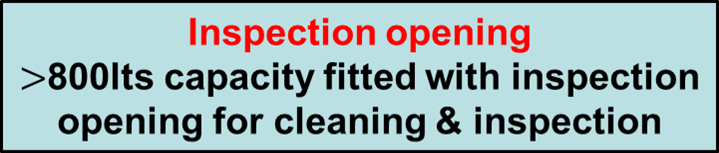 Inspection opening
>800lts capacity fitted with inspection
opening for cleaning & inspection